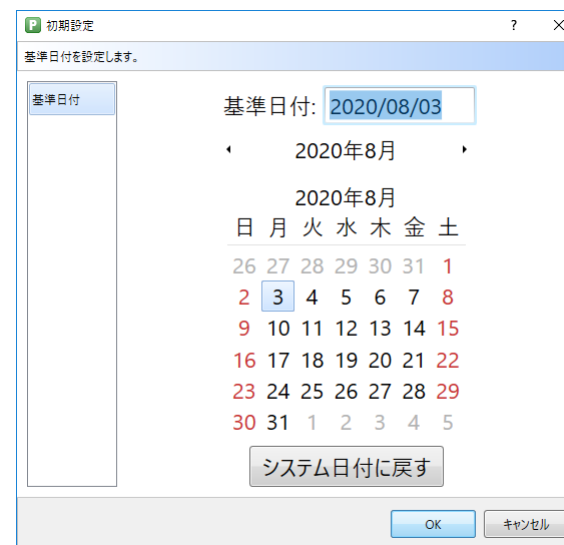 P 初期設定 ? ×
基準日付を設定します。
基準日付
基準日付: 2020/08/03
2020年8月
2020年8月
日 月 火 水 木 金 土
26 27 28 29 30 31 1
2 3 4 5 6 7 8
9 10 11 12 13 14 15
16 17 18 19 20 21 22
23 24 25 26 27 28 29
30 31 1 2 3 4 5
システム日付に戻す
OK キャンセル